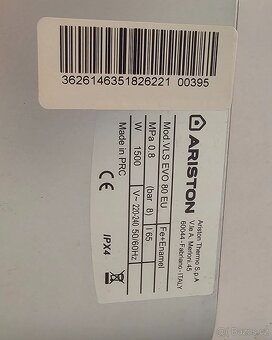 3626146351826221 00395
ARISTON
Ariston Thermo S.p.A
V.le A. Merloni,45
60044-Fabriano-ITALY
Mod.VLS EVO 80 EU Fe+Enamel
MPa 0.8 (bar 8) l 65
W 1500 V~ 220-240 50/60Hz
Made in PRC IPX4
CE